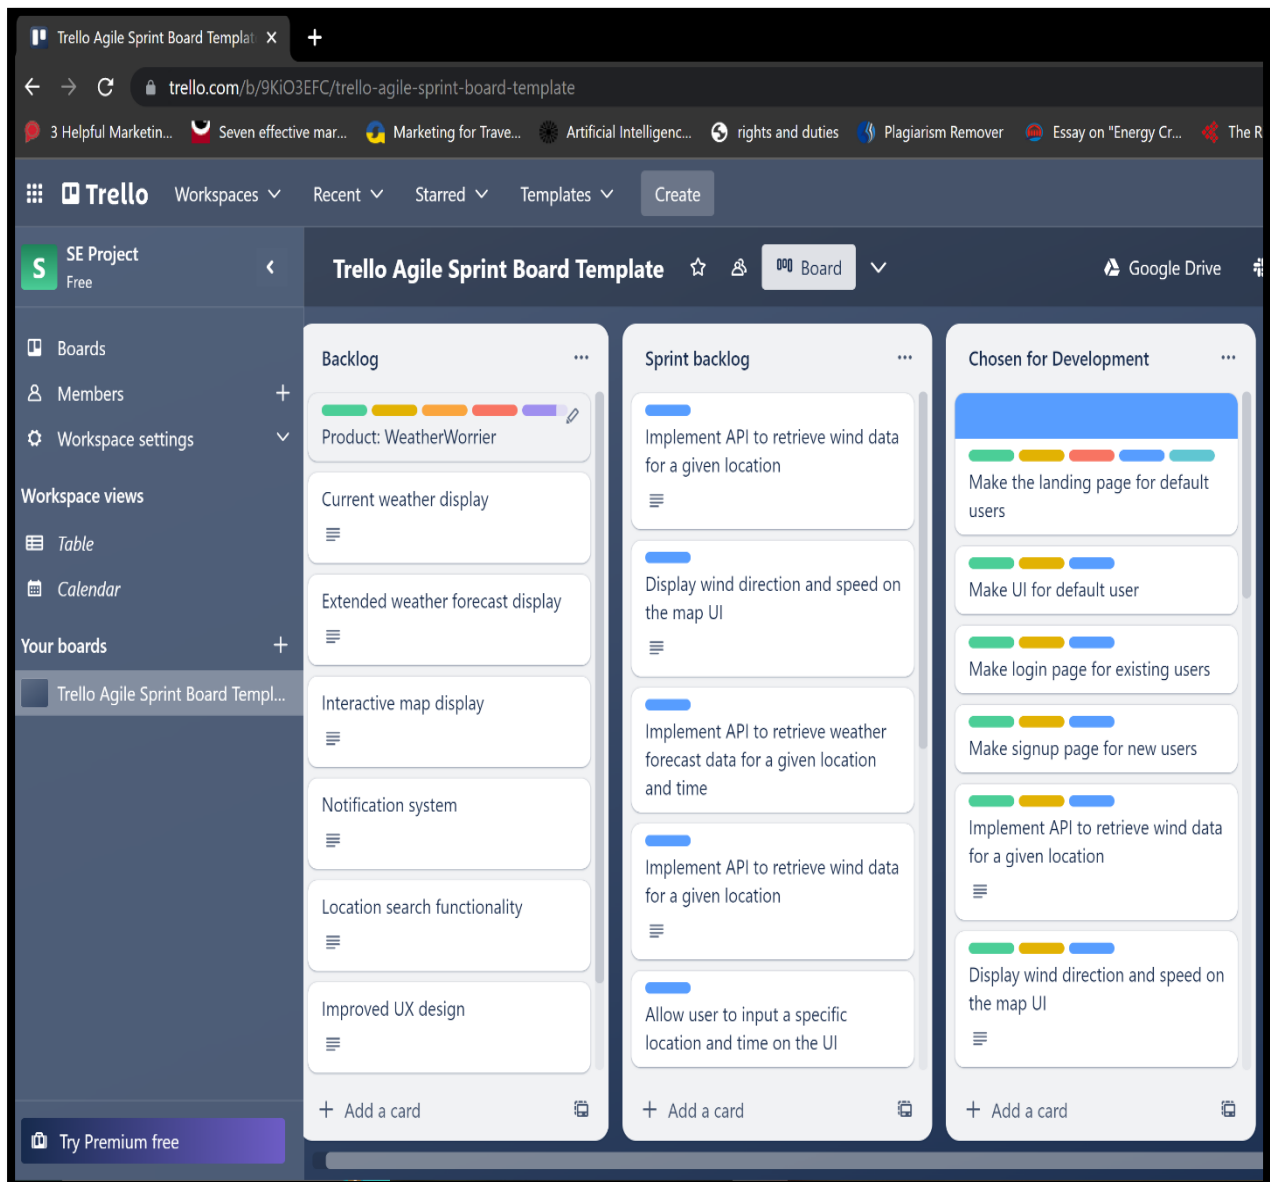 Trello Agile Sprint Board Templat
trello.com/b/9KiO3EFC/trello-agile-sprint-board-template
3 Helpful Marketin...
Seven effective mar...
Marketing for Trave...
Artificial Intelligenc...
rights and duties
Plagiarism Remover
Essay on "Energy Cr...
The R
Trello
Workspaces
Recent
Starred
Templates
Create
S
SE Project
Free
Trello Agile Sprint Board Template
Board
Google Drive
Boards
Members
Workspace settings
Workspace views
Table
Calendar
Your boards
Trello Agile Sprint Board Templ...
Try Premium free
Backlog
Product: WeatherWorrier
Current weather display
Extended weather forecast display
Interactive map display
Notification system
Location search functionality
Improved UX design
Add a card
Sprint backlog
Implement API to retrieve wind data
for a given location
Display wind direction and speed on
the map UI
Implement API to retrieve weather
forecast data for a given location
and time
Implement API to retrieve wind data
for a given location
Allow user to input a specific
location and time on the UI
Add a card
Chosen for Development
Make the landing page for default
users
Make UI for default user
Make login page for existing users
Make signup page for new users
Implement API to retrieve wind data
for a given location
Display wind direction and speed on
the map UI
Add a card